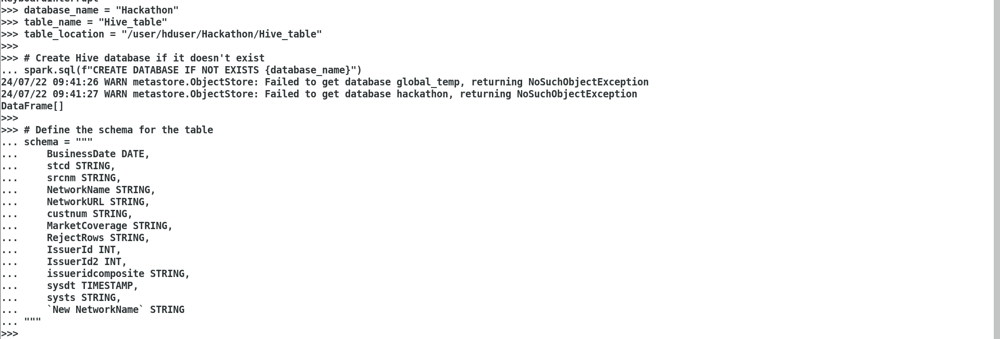 KeyboardInterrupt
>>> database_name = "Hackathon"
>>> table_name = "Hive_table"
>>> table_location = "/user/hduser/Hackathon/Hive_table"
>>>
>>> # Create Hive database if it doesn't exist
... spark.sql(f"CREATE DATABASE IF NOT EXISTS {database_name}")
24/07/22 09:41:26 WARN metastore.ObjectStore: Failed to get database global_temp, returning NoSuchObjectException
24/07/22 09:41:27 WARN metastore.ObjectStore: Failed to get database hackathon, returning NoSuchObjectException
DataFrame[]
>>>
>>> # Define the schema for the table
... schema = """
...     BusinessDate DATE,
...     stcd STRING,
...     srcnm STRING,
...     NetworkName STRING,
...     NetworkURL STRING,
...     custnum STRING,
...     MarketCoverage STRING,
...     RejectRows STRING,
...     IssuerId INT,
...     IssuerId2 INT,
...     issueridcomposite STRING,
...     sysdt TIMESTAMP,
...     systs STRING,
...     `New NetworkName` STRING
... """
>>>